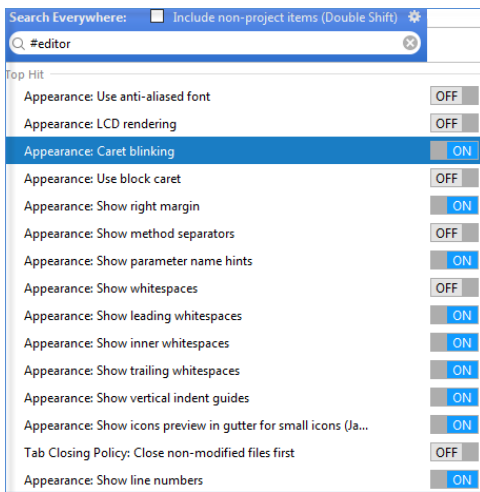 Search Everywhere: Include non-project items (Double Shift)
#editor
Top Hit
Appearance: Use anti-aliased font OFF
Appearance: LCD rendering OFF
Appearance: Caret blinking ON
Appearance: Use block caret OFF
Appearance: Show right margin ON
Appearance: Show method separators OFF
Appearance: Show parameter name hints ON
Appearance: Show whitespaces OFF
Appearance: Show leading whitespaces ON
Appearance: Show inner whitespaces ON
Appearance: Show trailing whitespaces ON
Appearance: Show vertical indent guides ON
Appearance: Show icons preview in gutter for small icons (Ja... ON
Tab Closing Policy: Close non-modified files first OFF
Appearance: Show line numbers ON